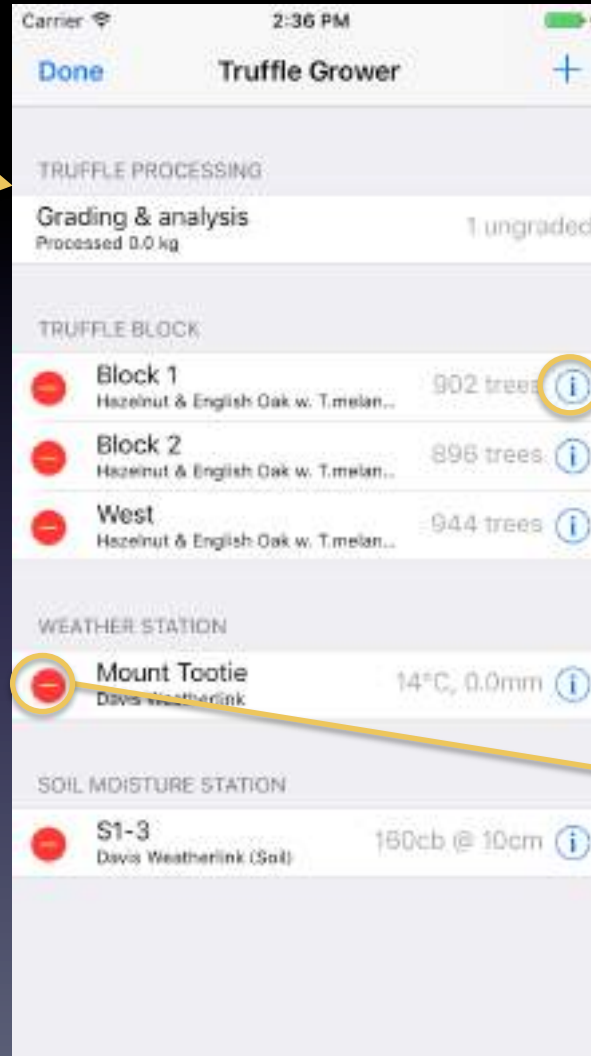 Carrier 2:36 PM
Done Truffle Grower +
TRUFFLE PROCESSING
Grading & analysis 1 ungraded
Processed 0.0 kg
TRUFFLE BLOCK
Block 1 902 trees
Hazelnut & English Oak w. T.melan...
Block 2 896 trees
Hazelnut & English Oak w. T.melan...
West 944 trees
Hazelnut & English Oak w. T.melan...
WEATHER STATION
Mount Tootie 14°C, 0.0mm
Davis Weatherlink
SOIL MOISTURE STATION
S1-3 160cb @ 10cm
Davis Weatherlink (Soil)